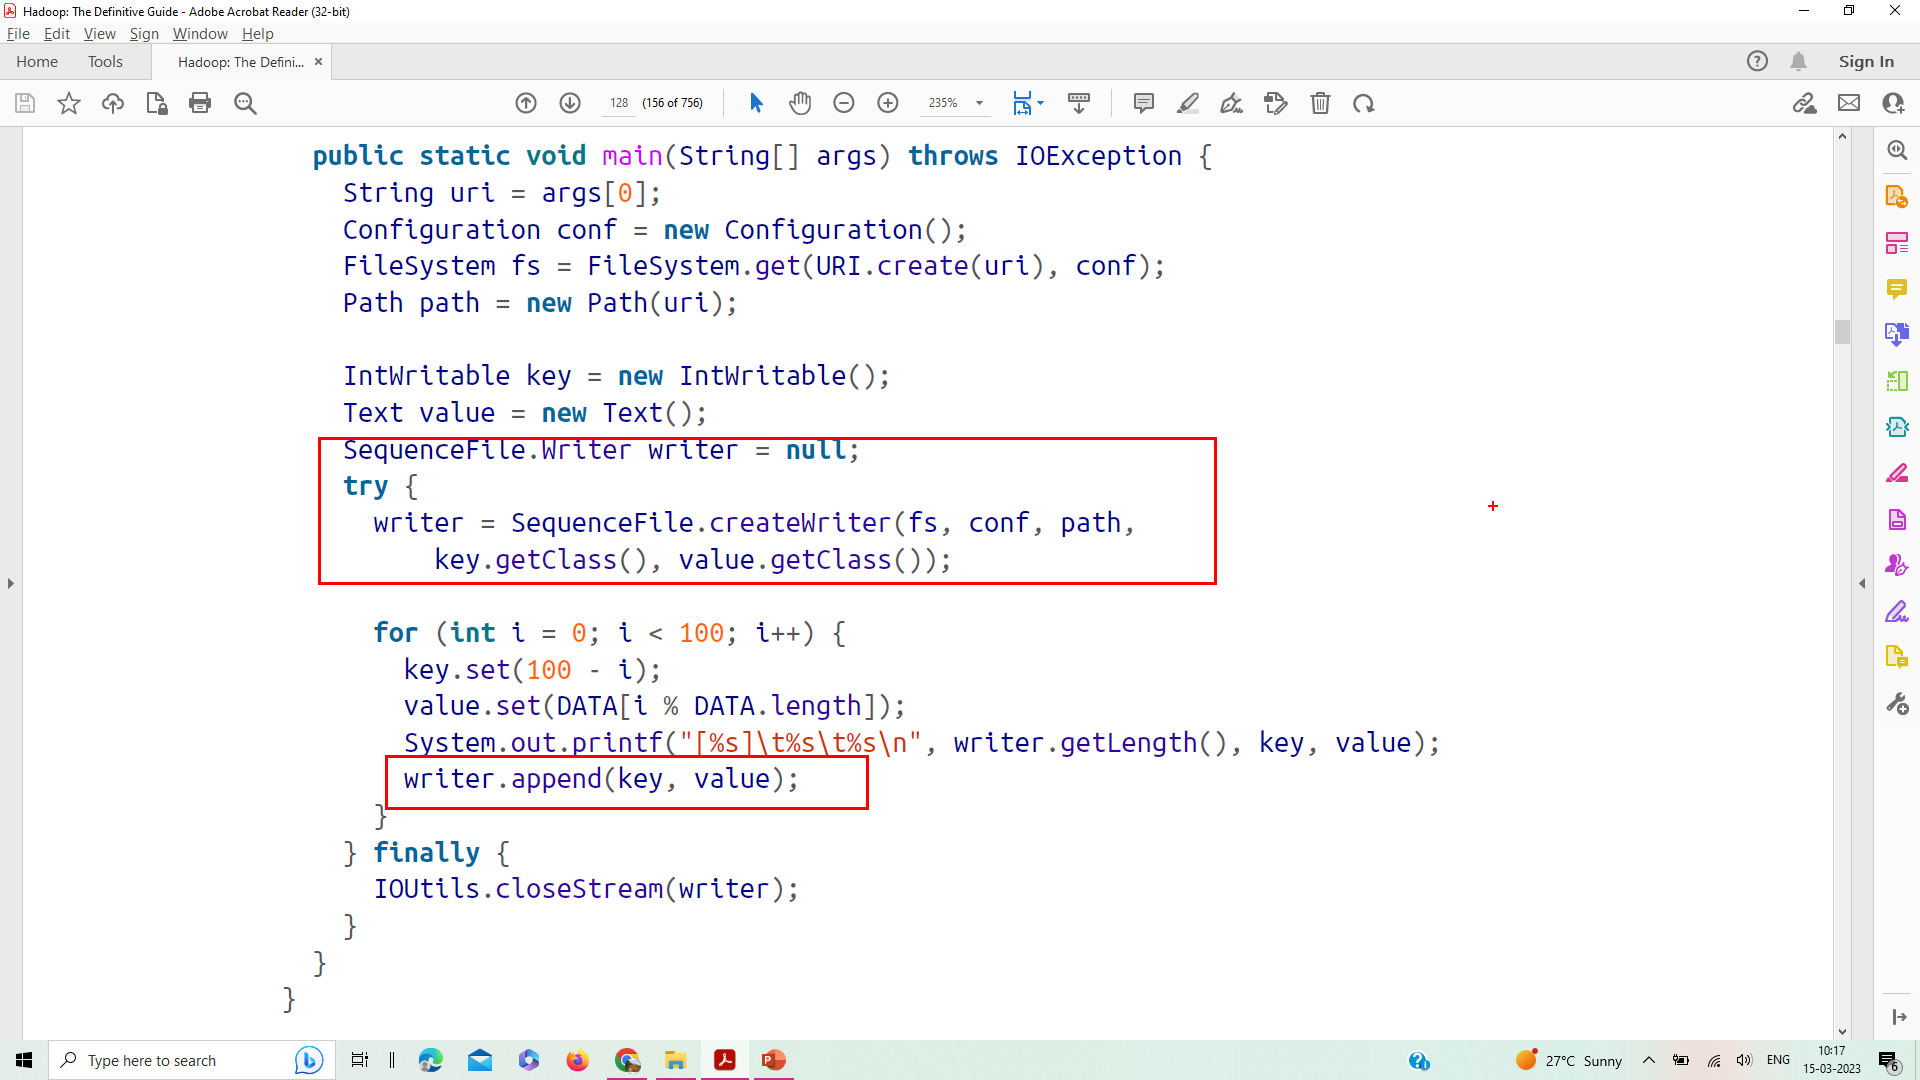 Hadoop: The Definitive Guide - Adobe Acrobat Reader (32-bit)
File Edit View Sign Window Help
Home Tools Hadoop: The Defini... × Sign In
128 (156 of 756) 235%
public static void main(String[] args) throws IOException {
String uri = args[0];
Configuration conf = new Configuration();
FileSystem fs = FileSystem.get(URI.create(uri), conf);
Path path = new Path(uri);
IntWritable key = new IntWritable();
Text value = new Text();
SequenceFile.Writer writer = null;
try {
writer = SequenceFile.createWriter(fs, conf, path,
key.getClass(), value.getClass());
for (int i = 0; i < 100; i++) {
key.set(100 - i);
value.set(DATA[i % DATA.length]);
System.out.printf("[%s]\t%s\t%s\n", writer.getLength(), key, value);
writer.append(key, value);
}
} finally {
IOUtils.closeStream(writer);
}
}
}
Type here to search
27°C Sunny ENG 10:17
15-03-2023
6